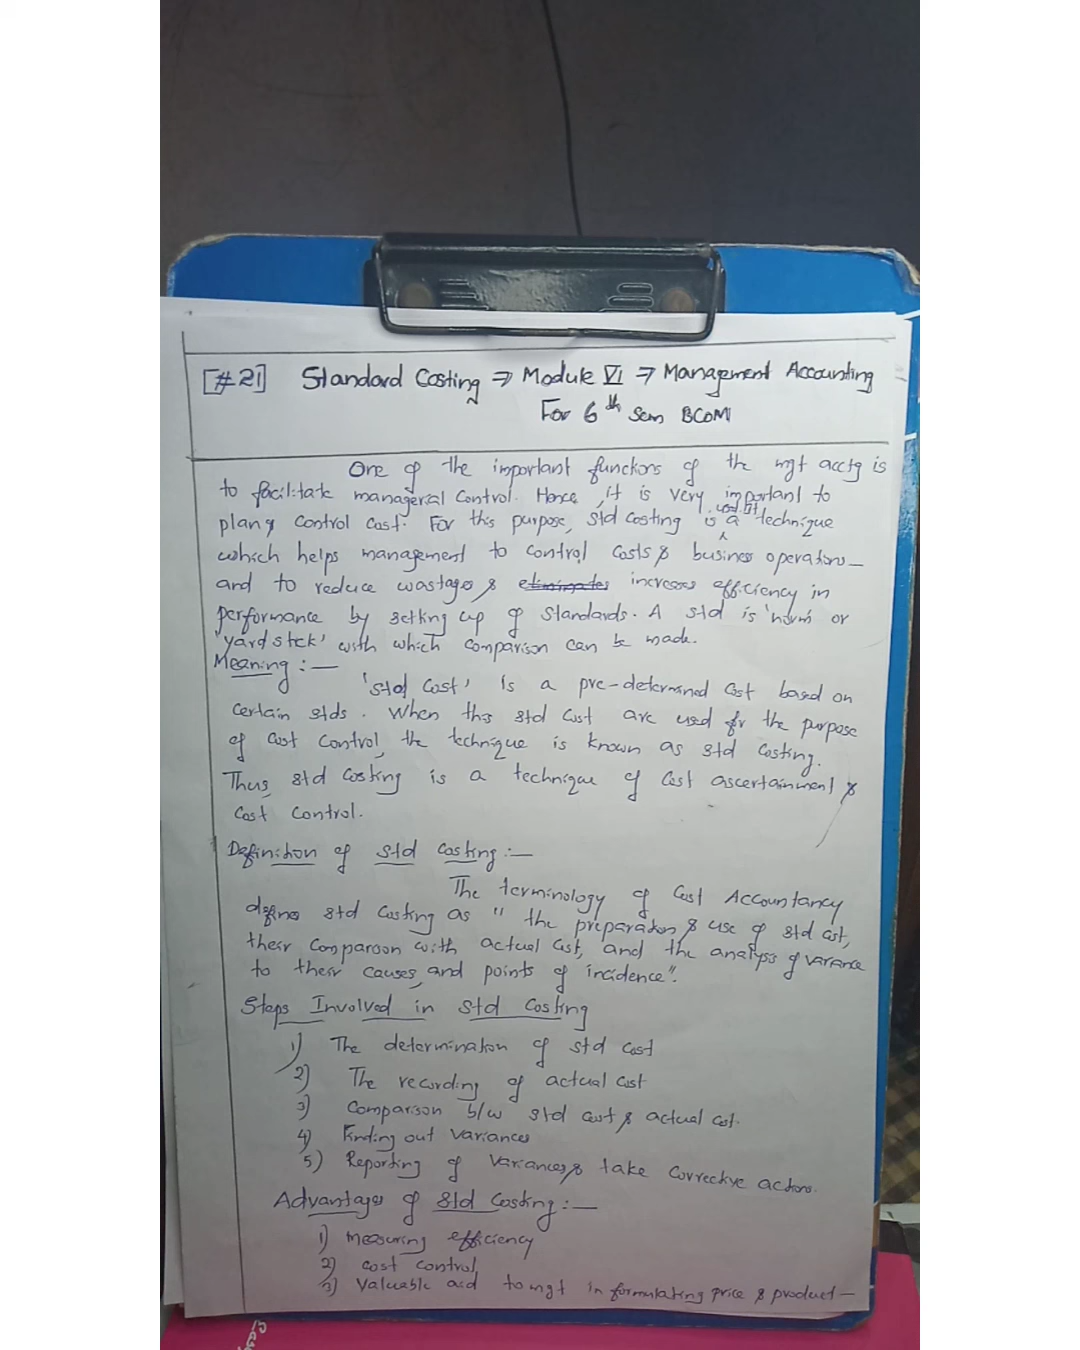 [#21] Standard Costing ⇒ Module VI → Management Accounting
For 6th Sem BCOM
One of the important functions of the mgt acctg is
to facilitate managerial control. Hence, it is very important to
plan & control cost. For this purpose, std costing is a useful technique
which helps management to control costs & business operations
and to reduce wastages & eliminates increases efficiency in
performance by setting up of standards. A std is 'norm' or
'yard stick' with which comparison can be made.
Meaning :—
'Std Cost' is a pre-determined cost based on
certain stds. When this std cost are used for the purpose
of cost control, the technique is known as std costing.
Thus, std costing is a technique of cost ascertainment &
cost control.
Definition of std costing :—
The terminology of Cost Accountancy
defines std costing as " the preparation & use of std cost,
their comparison with actual cost, and the analysis of variance
to their causes, and points of incidence".
Steps Involved in std costing
1) The determination of std cost
2) The recording of actual cost
3) Comparison b/w std cost & actual cost.
4) Finding out variances
5) Reporting of variances & take corrective actions.
Advantages of std costing :—
1) measuring efficiency
2) cost control
3) Valuable aid to mgt in formulating price & product —